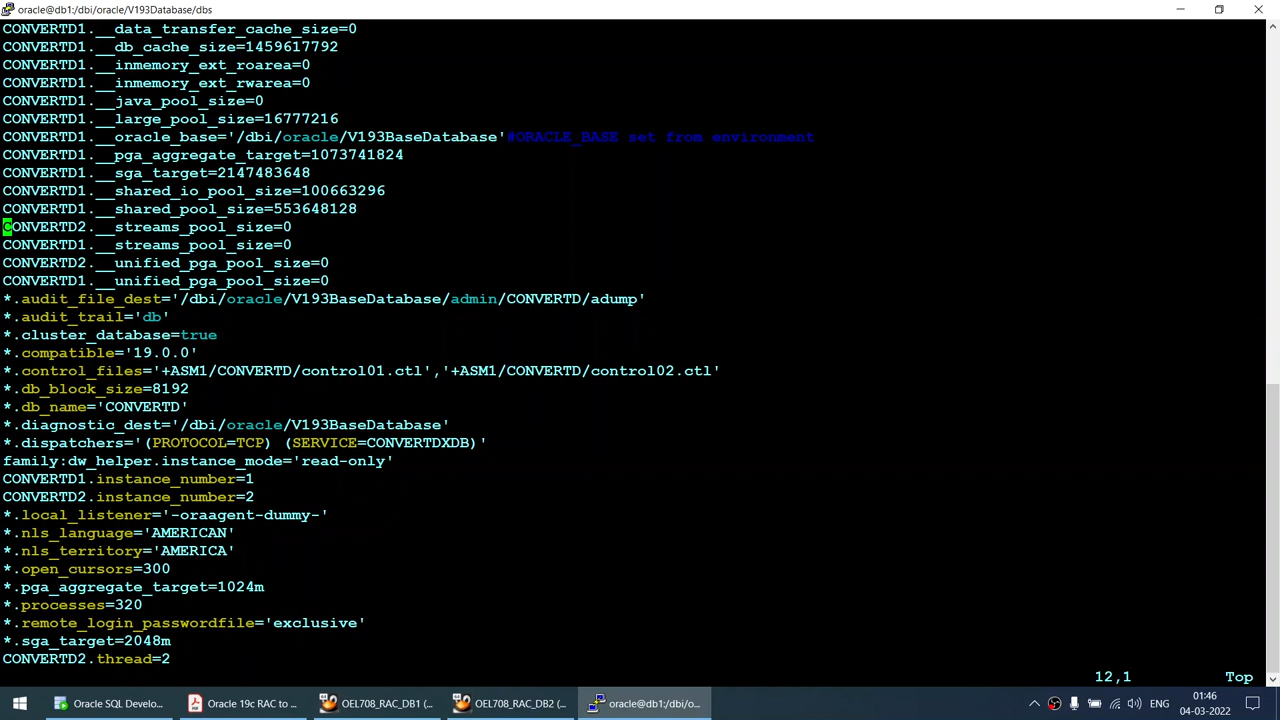 oracle@db1:/dbi/oracle/V193Database/dbs
CONVERTD1.__data_transfer_cache_size=0
CONVERTD1.__db_cache_size=1459617792
CONVERTD1.__inmemory_ext_roarea=0
CONVERTD1.__inmemory_ext_rwarea=0
CONVERTD1.__java_pool_size=0
CONVERTD1.__large_pool_size=16777216
CONVERTD1.__oracle_base='/dbi/oracle/V193BaseDatabase'#ORACLE_BASE set from environment
CONVERTD1.__pga_aggregate_target=1073741824
CONVERTD1.__sga_target=2147483648
CONVERTD1.__shared_io_pool_size=100663296
CONVERTD1.__shared_pool_size=553648128
CONVERTD2.__streams_pool_size=0
CONVERTD1.__streams_pool_size=0
CONVERTD2.__unified_pga_pool_size=0
CONVERTD1.__unified_pga_pool_size=0
*.audit_file_dest='/dbi/oracle/V193BaseDatabase/admin/CONVERTD/adump'
*.audit_trail='db'
*.cluster_database=true
*.compatible='19.0.0'
*.control_files='+ASM1/CONVERTD/control01.ctl','+ASM1/CONVERTD/control02.ctl'
*.db_block_size=8192
*.db_name='CONVERTD'
*.diagnostic_dest='/dbi/oracle/V193BaseDatabase'
*.dispatchers='(PROTOCOL=TCP) (SERVICE=CONVERTDXDB)'
family:dw_helper.instance_mode='read-only'
CONVERTD1.instance_number=1
CONVERTD2.instance_number=2
*.local_listener='-oraagent-dummy-'
*.nls_language='AMERICAN'
*.nls_territory='AMERICA'
*.open_cursors=300
*.pga_aggregate_target=1024m
*.processes=320
*.remote_login_passwordfile='exclusive'
*.sga_target=2048m
CONVERTD2.thread=2
12,1 Top
Oracle SQL Develo... Oracle 19c RAC to ... OEL708_RAC_DB1 (... OEL708_RAC_DB2 (... oracle@db1:/dbi/o... ENG 01:46
04-03-2022